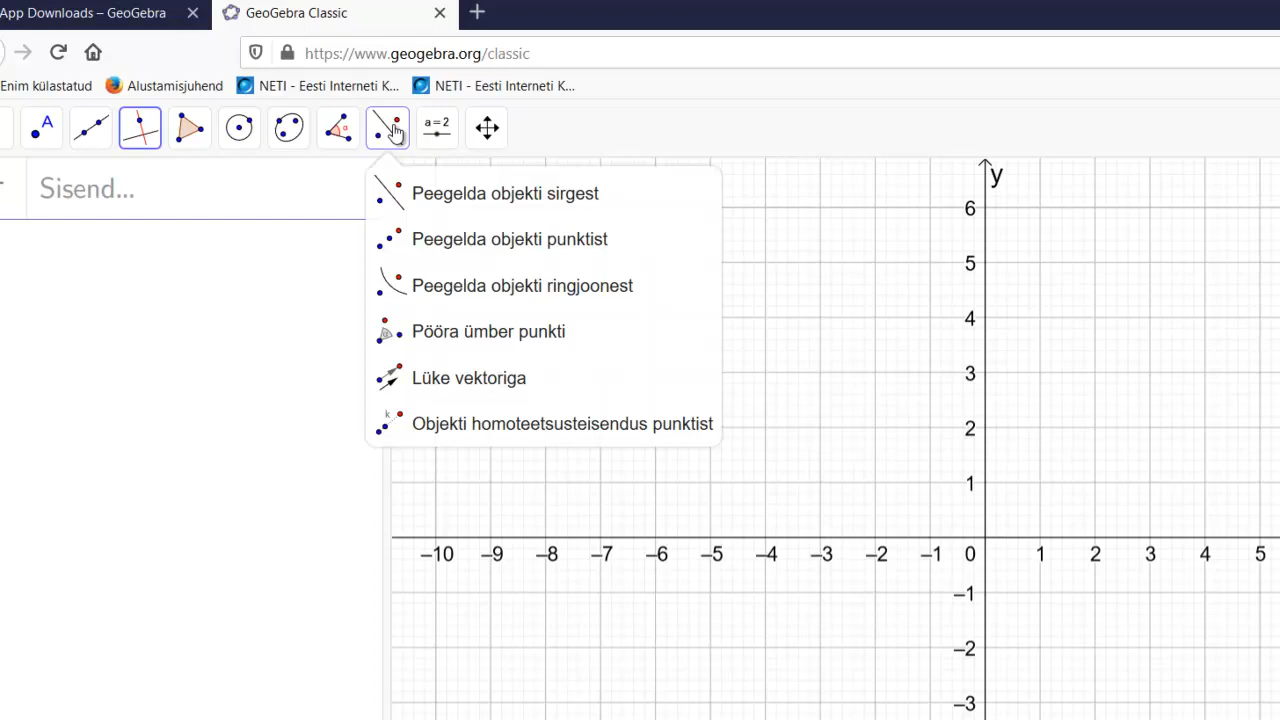 App Downloads – GeoGebra
GeoGebra Classic
https://www.geogebra.org/classic
Enim külastatud
Alustamisjuhend
NETI - Eesti Interneti K...
NETI - Eesti Interneti K...
A
α
a=2
Sisend...
Peegelda objekti sirgest
Peegelda objekti punktist
Peegelda objekti ringjoonest
Pööra ümber punkti
Lüke vektoriga
k
Objekti homoteetsusteisendus punktist
y
6
5
4
3
2
1
–10 –9 –8 –7 –6 –5 –4 –3 –2 –1 0 1 2 3 4 5
–1
–2
–3